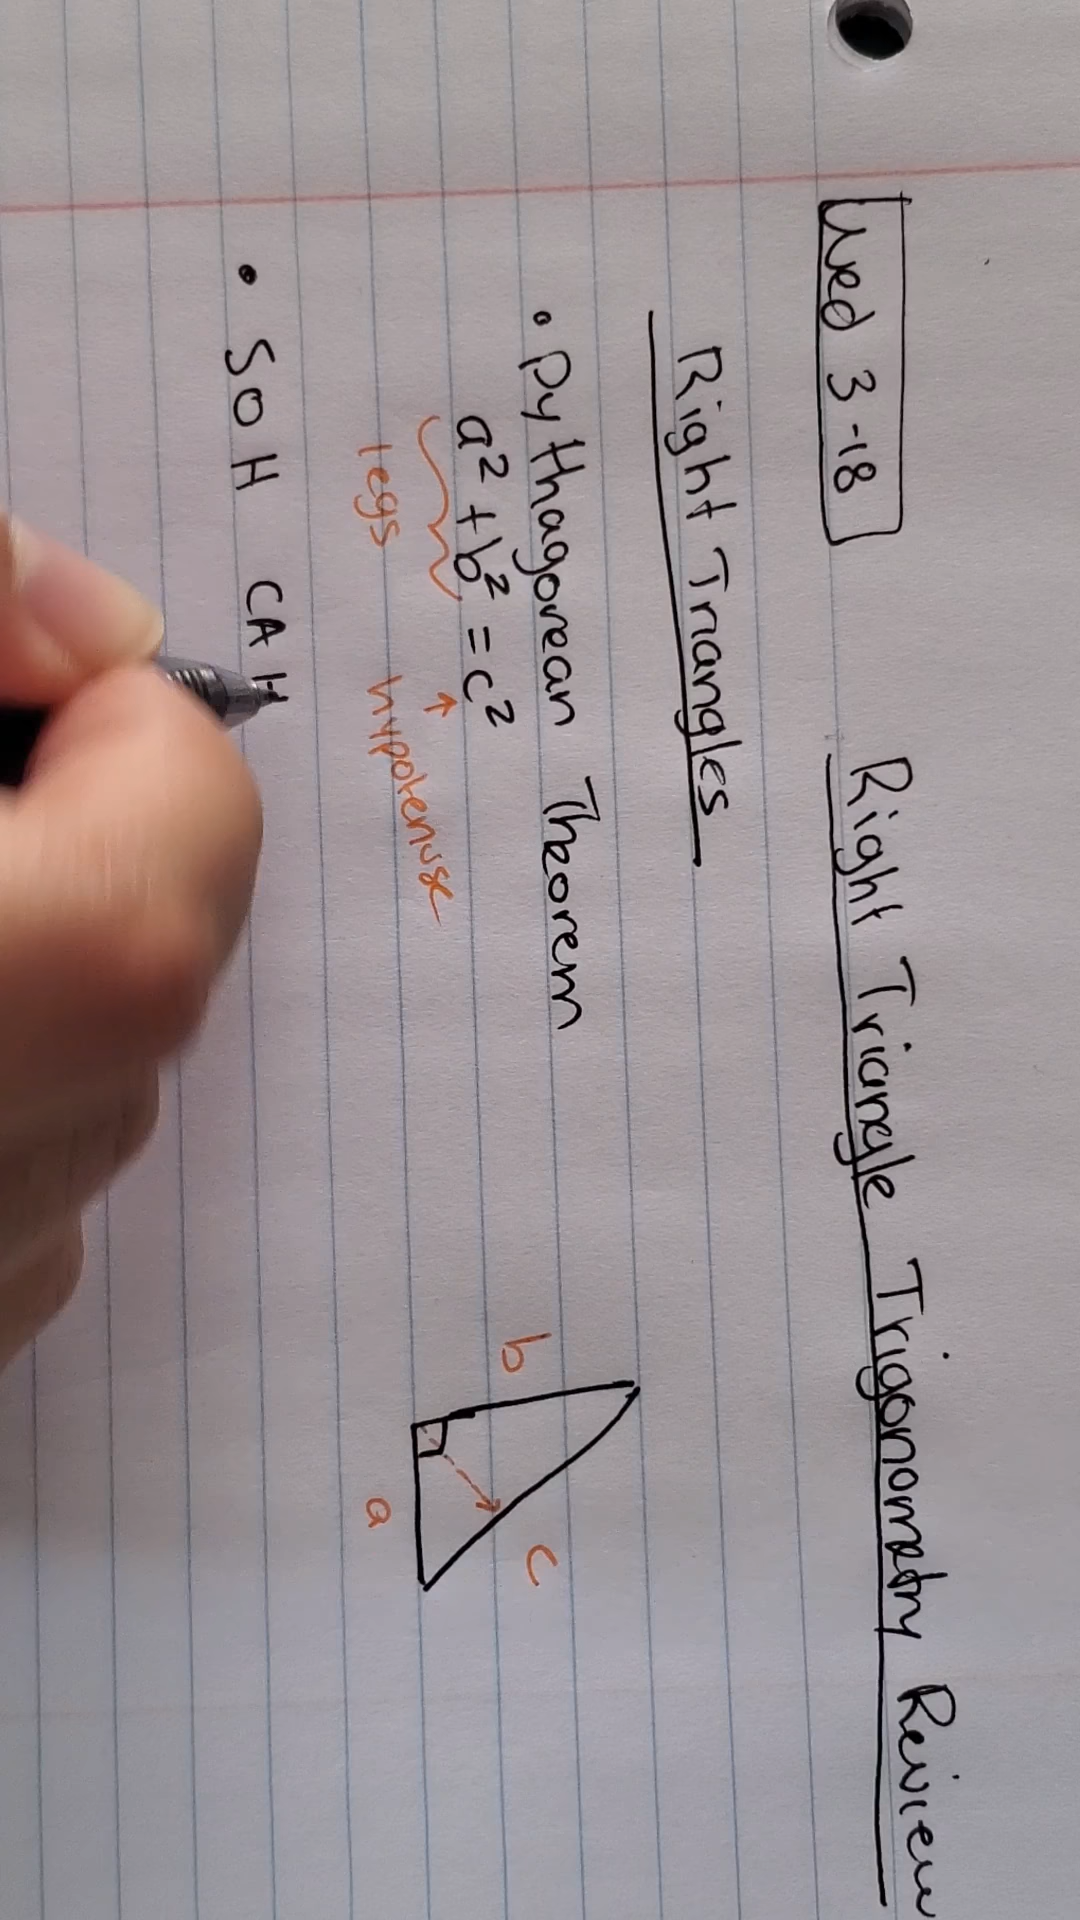 Wed 3-18
Right Triangle Trigonometry Review
Right Triangles
• Pythagorean Theorem
a² + b² = c²
legs
hypotenuse
b
c
a
• SOH CAH